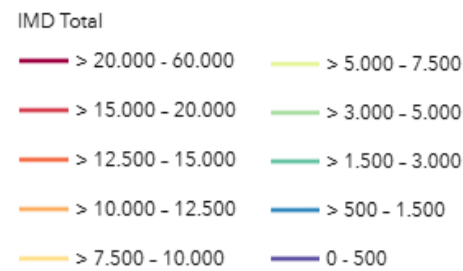 IMD Total
> 20.000 - 60.000
> 15.000 - 20.000
> 12.500 - 15.000
> 10.000 - 12.500
> 7.500 - 10.000
> 5.000 - 7.500
> 3.000 - 5.000
> 1.500 - 3.000
> 500 - 1.500
0 - 500